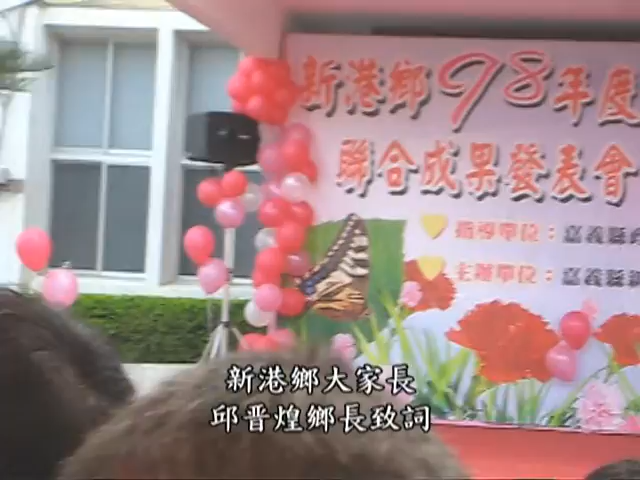 新港鄉98年度
聯合成果發表會
指導單位：嘉義縣
主辦單位：嘉義縣
新港鄉大家長
邱晋煌鄉長致詞